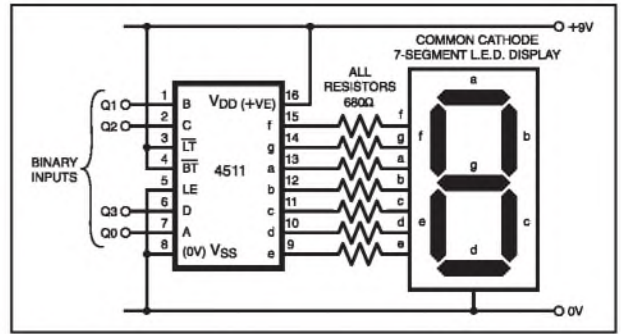 +9V
COMMON CATHODE
7-SEGMENT L.E.D. DISPLAY
ALL
RESISTORS
680Ω
BINARY
INPUTS
Q1 1 B VDD (+VE) 16
Q2 2 C f 15 f
3 L̅T̅ g 14 g
4 B̅T̅ 4511 a 13 a
5 LE b 12 b
Q3 6 D c 11 c
Q0 7 A d 10 d
8 (0V) VSS e 9 e
a
f b
g
e c
d
0V